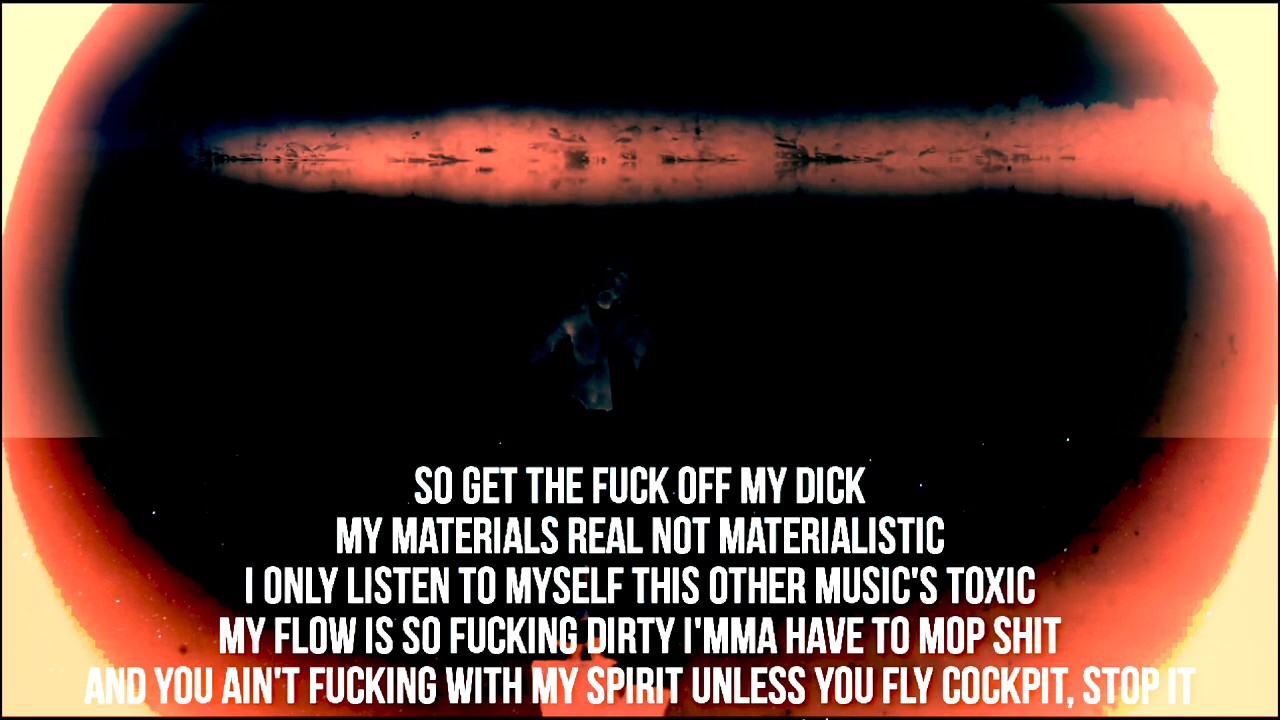 SO GET THE FUCK OFF MY DICK
MY MATERIALS REAL NOT MATERIALISTIC
I ONLY LISTEN TO MYSELF THIS OTHER MUSIC'S TOXIC
MY FLOW IS SO FUCKING DIRTY I'MMA HAVE TO MOP SHIT
AND YOU AIN'T FUCKING WITH MY SPIRIT UNLESS YOU FLY COCKPIT, STOP IT